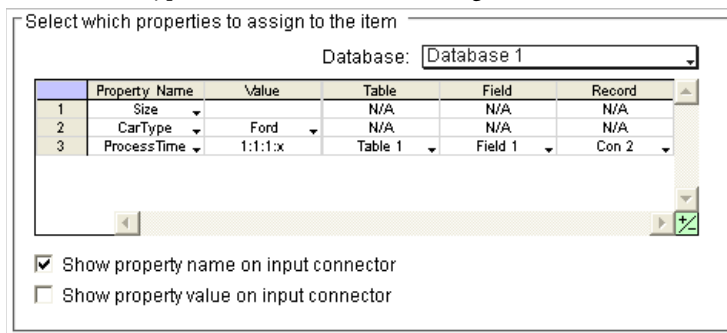 Select which properties to assign to the item
Database: Database 1
Property Name Value Table Field Record
1 Size N/A N/A N/A
2 CarType Ford N/A N/A N/A
3 ProcessTime 1:1:1:x Table 1 Field 1 Con 2
+/-
Show property name on input connector
Show property value on input connector